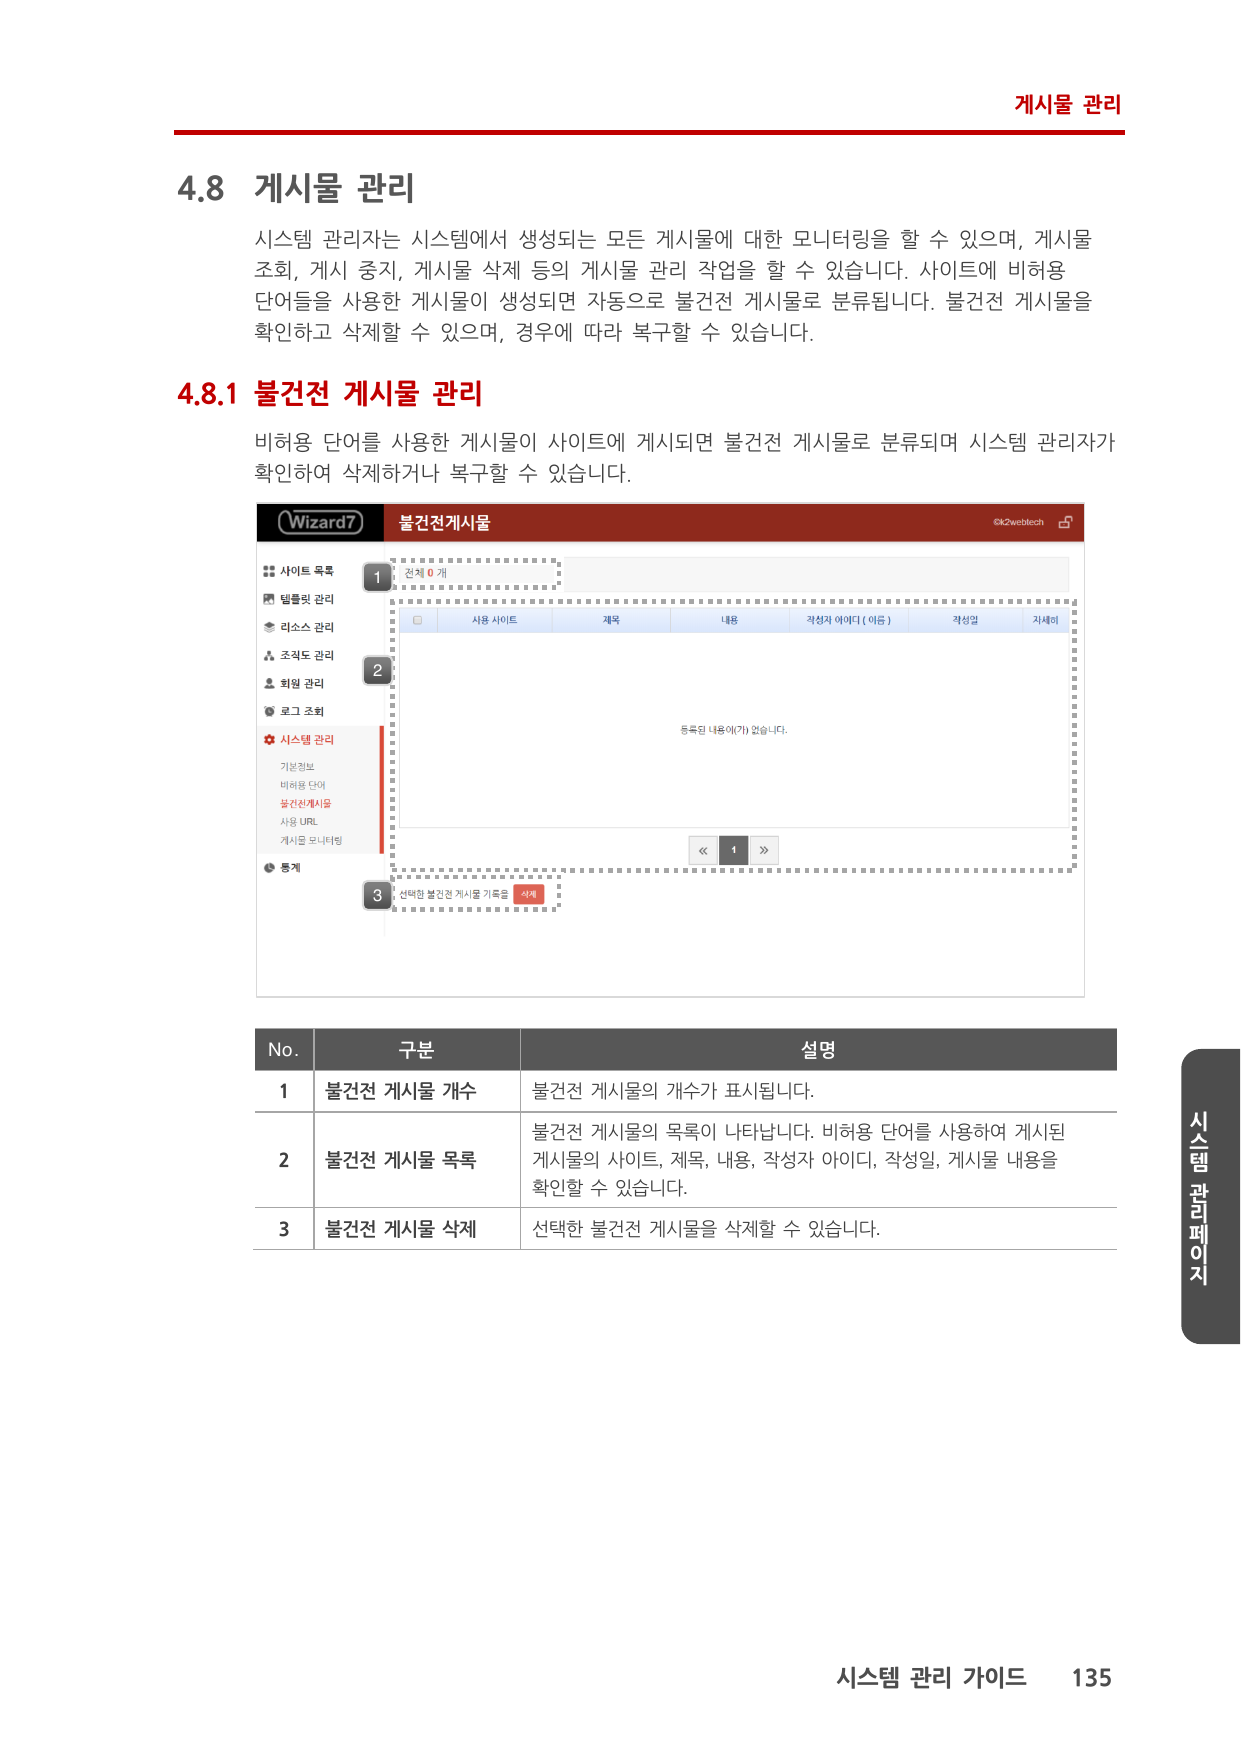 게시물 관리
4.8 게시물 관리
시스템 관리자는 시스템에서 생성되는 모든 게시물에 대한 모니터링을 할 수 있으며, 게시물
조회, 게시 중지, 게시물 삭제 등의 게시물 관리 작업을 할 수 있습니다. 사이트에 비허용
단어들을 사용한 게시물이 생성되면 자동으로 불건전 게시물로 분류됩니다. 불건전 게시물을
확인하고 삭제할 수 있으며, 경우에 따라 복구할 수 있습니다.
4.8.1 불건전 게시물 관리
비허용 단어를 사용한 게시물이 사이트에 게시되면 불건전 게시물로 분류되며 시스템 관리자가
확인하여 삭제하거나 복구할 수 있습니다.
Wizard7 불건전게시물 ©k2webtech
사이트 목록
템플릿 관리
리소스 관리
조직도 관리
회원 관리
로그 조회
시스템 관리
기본정보
비허용 단어
불건전게시물
사용 URL
게시물 모니터링
통계
1 전체 0 개
2
사용 사이트 제목 내용 작성자 아이디 ( 이름 ) 작성일 자세히
등록된 내용이(가) 없습니다.
« 1 »
3 선택한 불건전 게시물 기록을 삭제
No. 구분 설명
1 불건전 게시물 개수 불건전 게시물의 개수가 표시됩니다.
2 불건전 게시물 목록 불건전 게시물의 목록이 나타납니다. 비허용 단어를 사용하여 게시된
게시물의 사이트, 제목, 내용, 작성자 아이디, 작성일, 게시물 내용을
확인할 수 있습니다.
3 불건전 게시물 삭제 선택한 불건전 게시물을 삭제할 수 있습니다.
시스템 관리페이지
시스템 관리 가이드 135